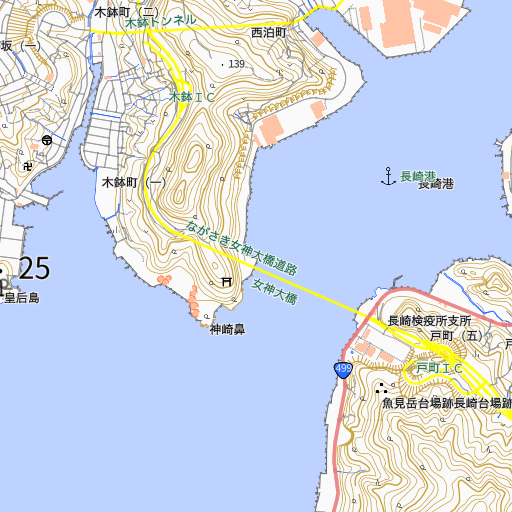 木鉢町（二）
木鉢トンネル
西泊町
坂（一）
139
木鉢ＩＣ
長崎港
長崎港
木鉢町（一）
ながさき女神大橋道路
25
女神大橋
皇后島
神崎鼻
長崎検疫所支所
戸町（五）
499
戸町ＩＣ
魚見岳台場跡長崎台場跡